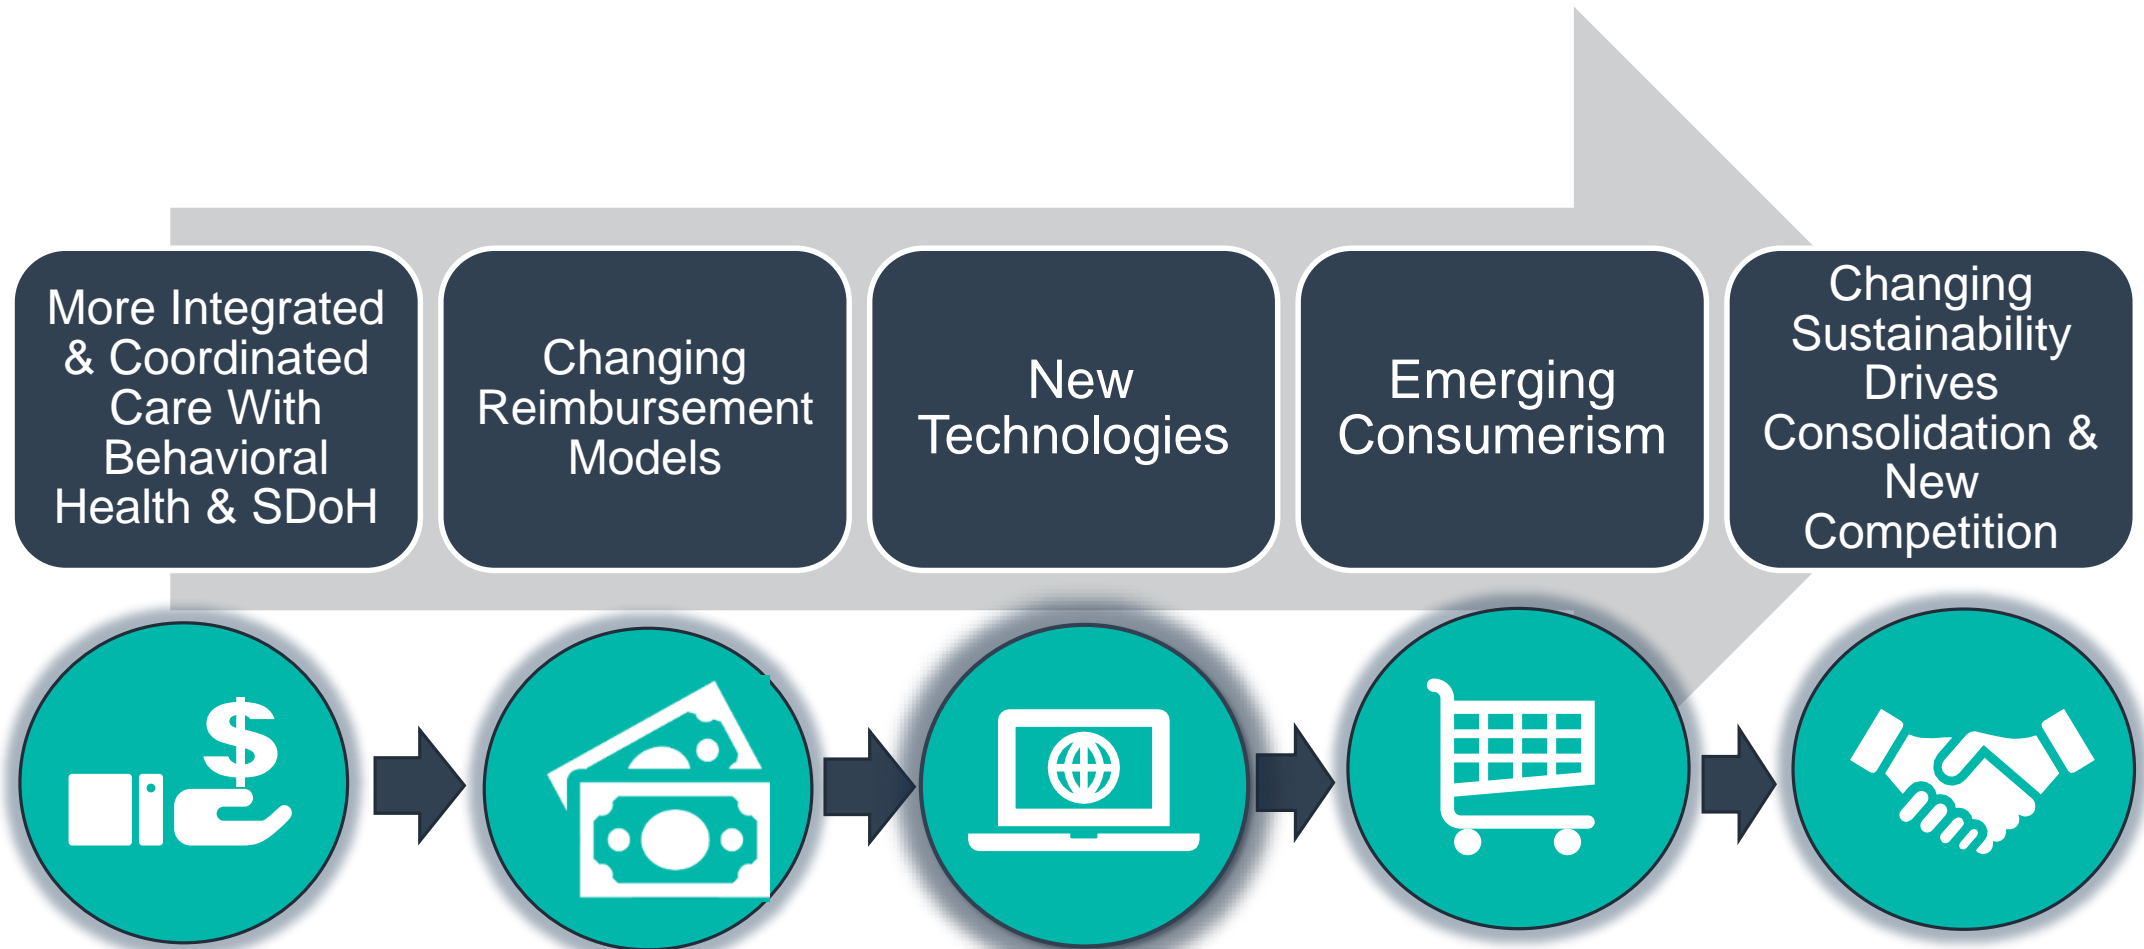 More Integrated
& Coordinated
Care With
Behavioral
Health & SDoH
Changing
Reimbursement
Models
New
Technologies
Emerging
Consumerism
Changing
Sustainability
Drives
Consolidation &
New
Competition
$